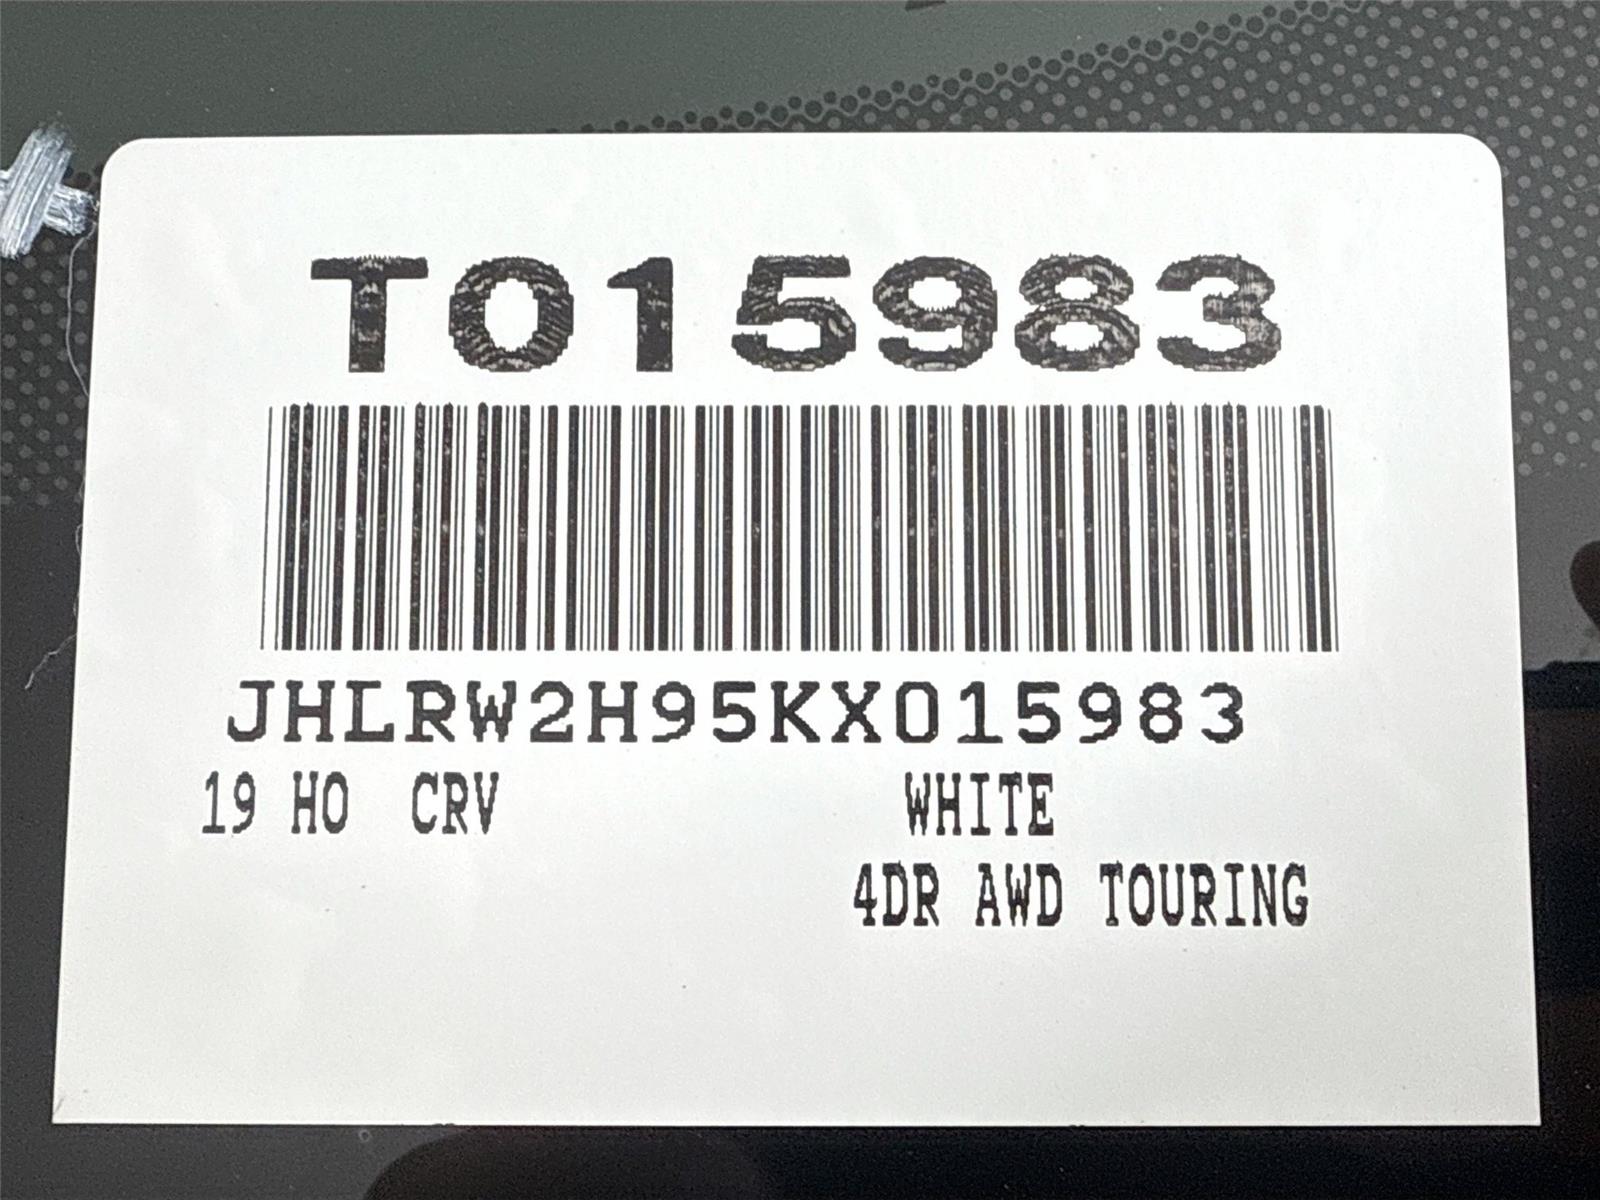 T015983
JHLRW2H95KX015983
19 HO CRV WHITE
4DR AWD TOURING